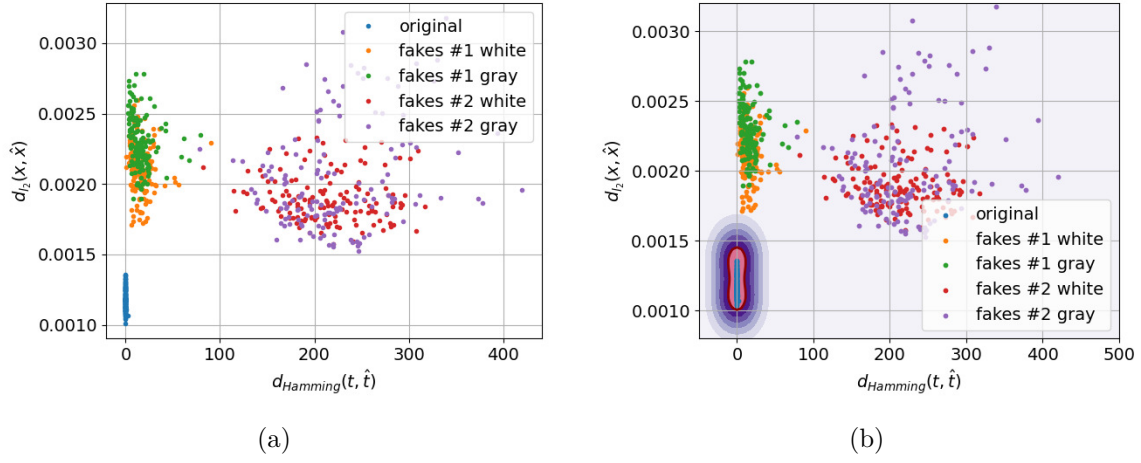 0.0030
0.0025
0.0020
0.0015
0.0010
d_{l_2}(x, x̂)
0 100 200 300 400
d_{Hamming}(t, t̂)
original
fakes #1 white
fakes #1 gray
fakes #2 white
fakes #2 gray
(a)
0.0030
0.0025
0.0020
0.0015
0.0010
d_{l_2}(x, x̂)
0 100 200 300 400 500
d_{Hamming}(t, t̂)
original
fakes #1 white
fakes #1 gray
fakes #2 white
fakes #2 gray
(b)